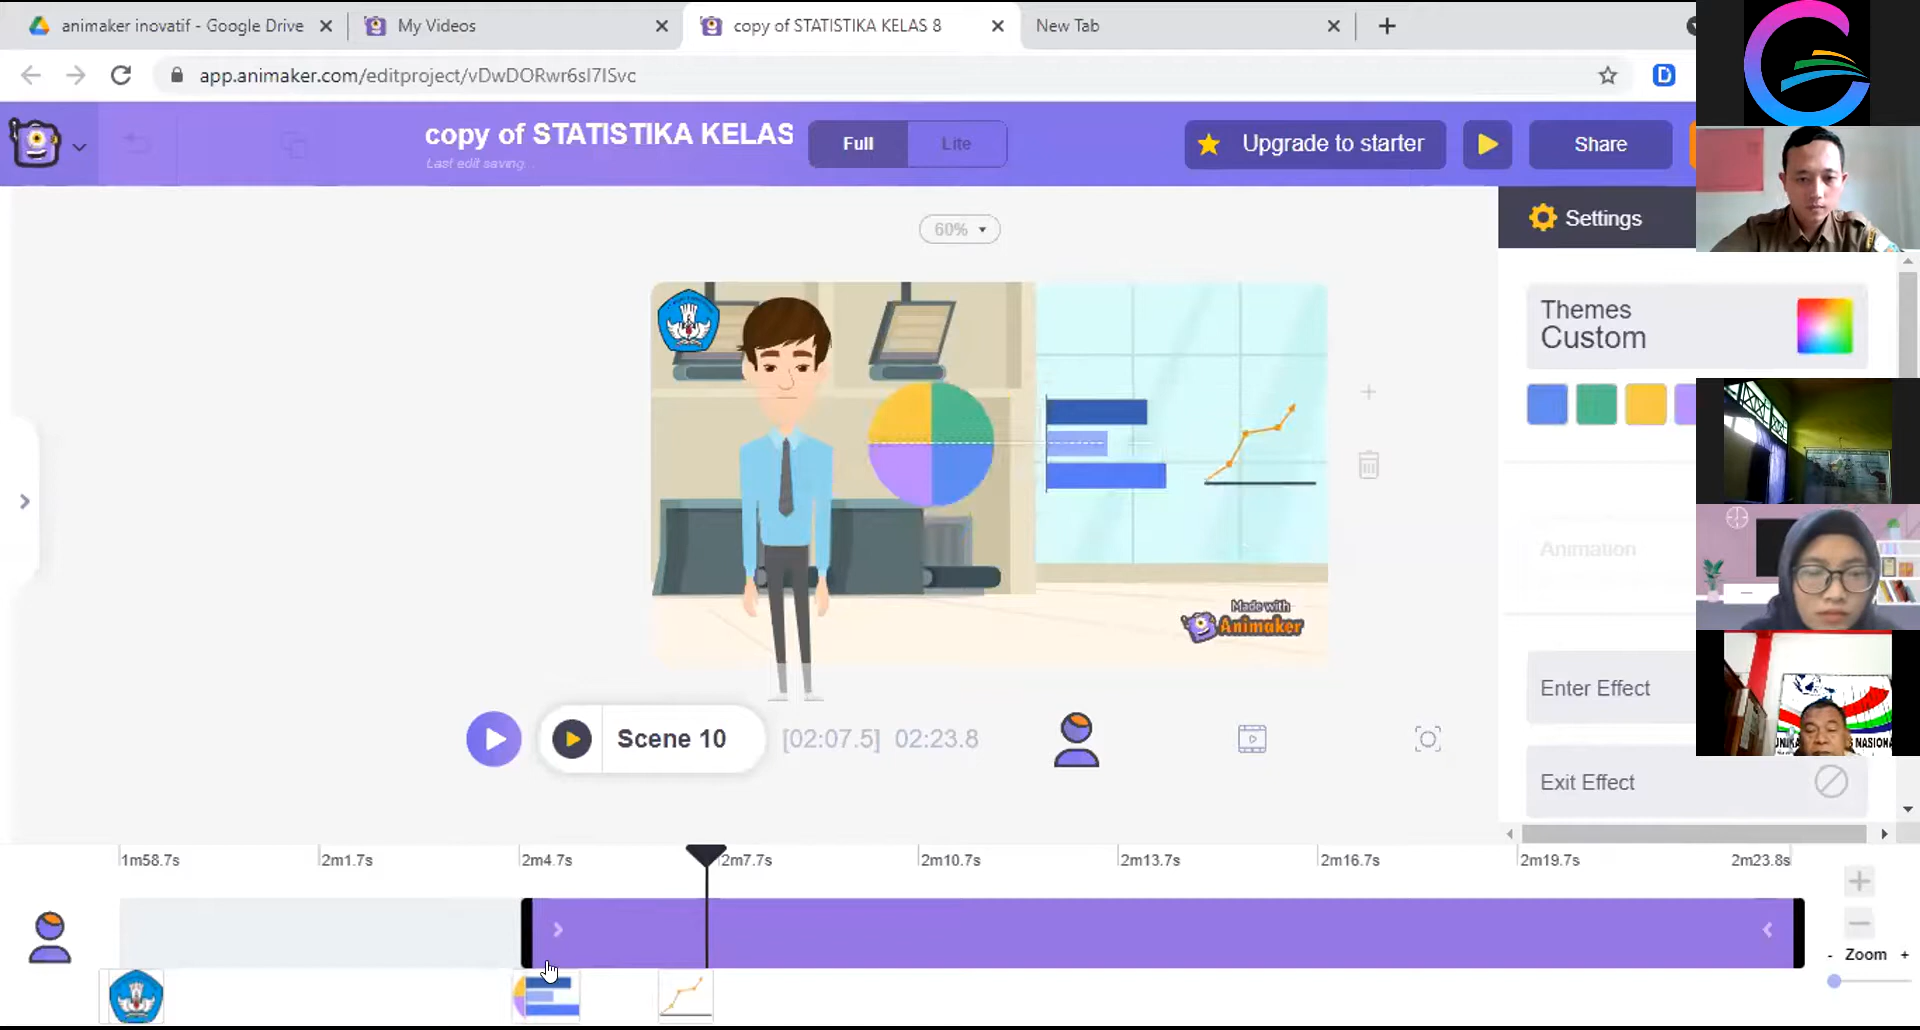 animaker inovatif - Google Drive
My Videos
copy of STATISTIKA KELAS 8
New Tab
app.animaker.com/editproject/vDwDORwr6sI7ISvc
copy of STATISTIKA KELAS
Last edit saving...
Full
Lite
Upgrade to starter
Share
60%
Settings
Themes
Custom
Animation
Made with
Animaker
Enter Effect
Exit Effect
Scene 10
[02:07.5] 02:23.8
NASIONA
1m58.7s
2m1.7s
2m4.7s
2m7.7s
2m10.7s
2m13.7s
2m16.7s
2m19.7s
2m23.8s
- Zoom +